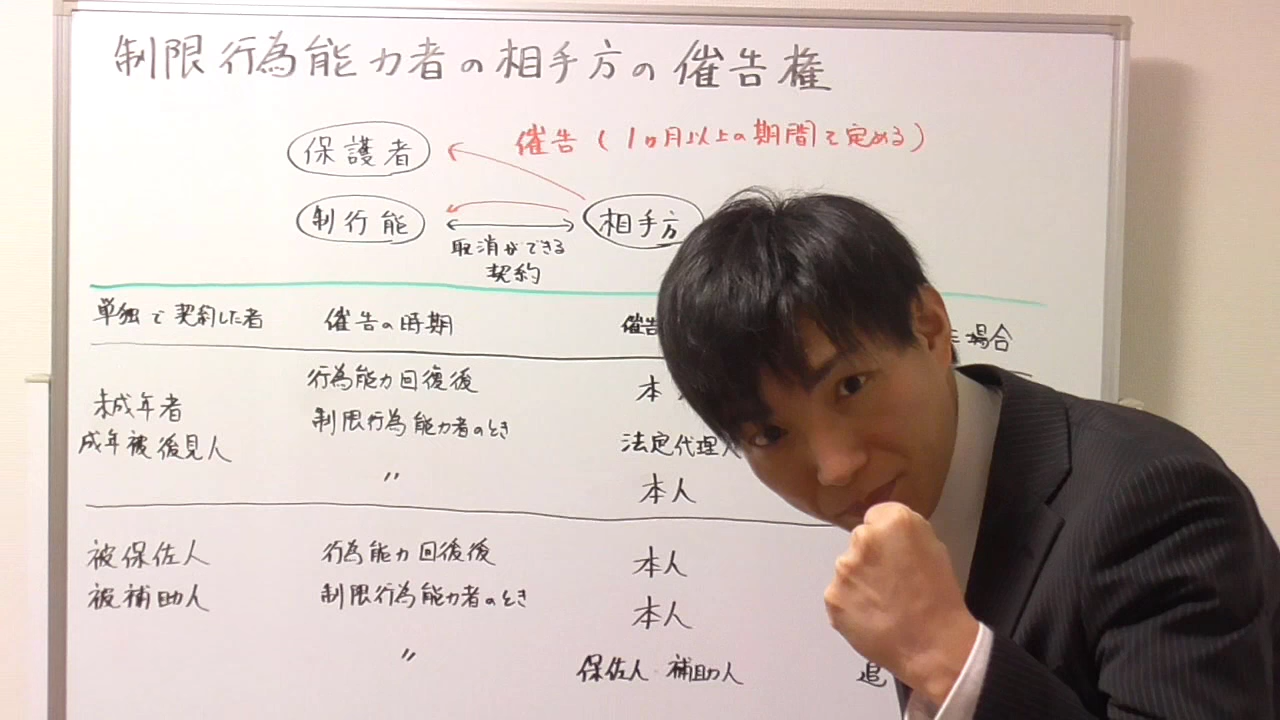 制限行為能力者の相手方の催告権
催告(1ヶ月以上の期間を定める)
保護者
制行能
相手方
取消ができる
契約
単独で契約した者 催告の時期 催告 場合
行為能力回復後 本
未成年者 制限行為能力者のとき
成年被後見人 法定代理人
〃 本人
被保佐人 行為能力回復後 本人
被補助人 制限行為能力者のとき 本人
〃 保佐人・補助人 追